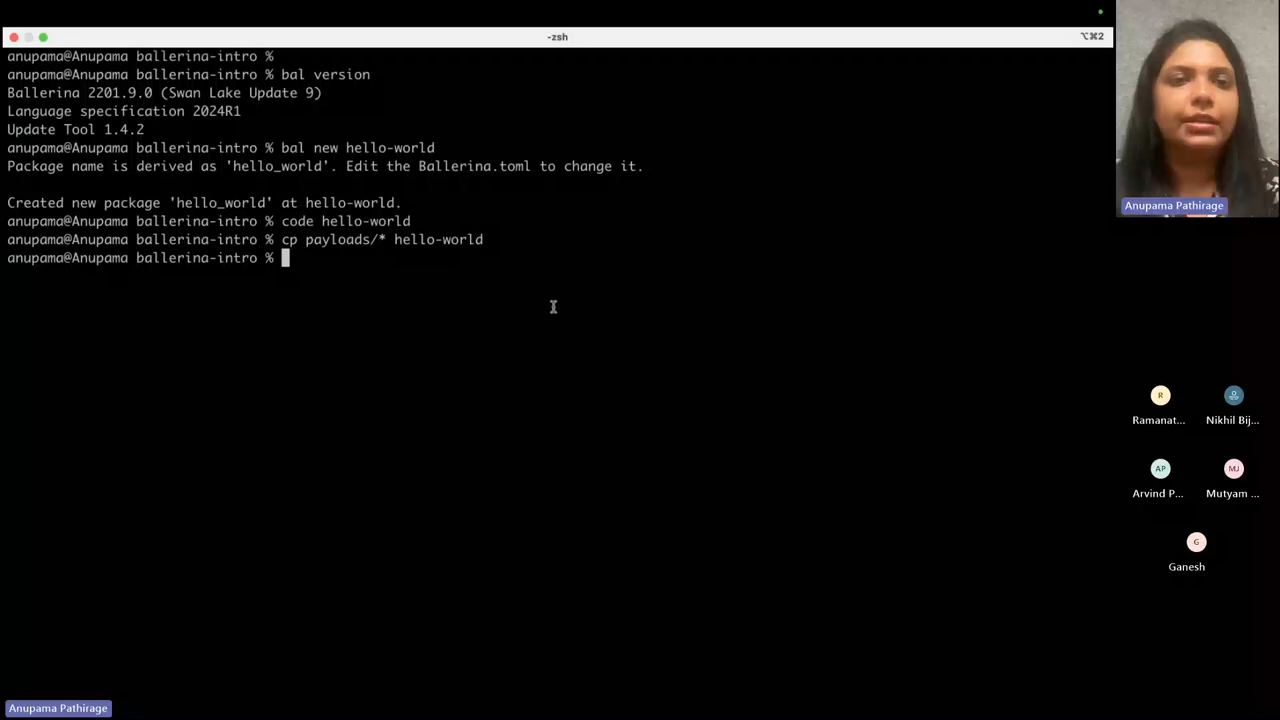 -zsh
⌥⌘2
anupama@Anupama ballerina-intro %
anupama@Anupama ballerina-intro % bal version
Ballerina 2201.9.0 (Swan Lake Update 9)
Language specification 2024R1
Update Tool 1.4.2
anupama@Anupama ballerina-intro % bal new hello-world
Package name is derived as 'hello_world'. Edit the Ballerina.toml to change it.
Created new package 'hello_world' at hello-world.
anupama@Anupama ballerina-intro % code hello-world
anupama@Anupama ballerina-intro % cp payloads/* hello-world
anupama@Anupama ballerina-intro %
Anupama Pathirage
R
Ramanat...
Nikhil Bij...
AP
MJ
Arvind P...
Mutyam ...
G
Ganesh
Anupama Pathirage